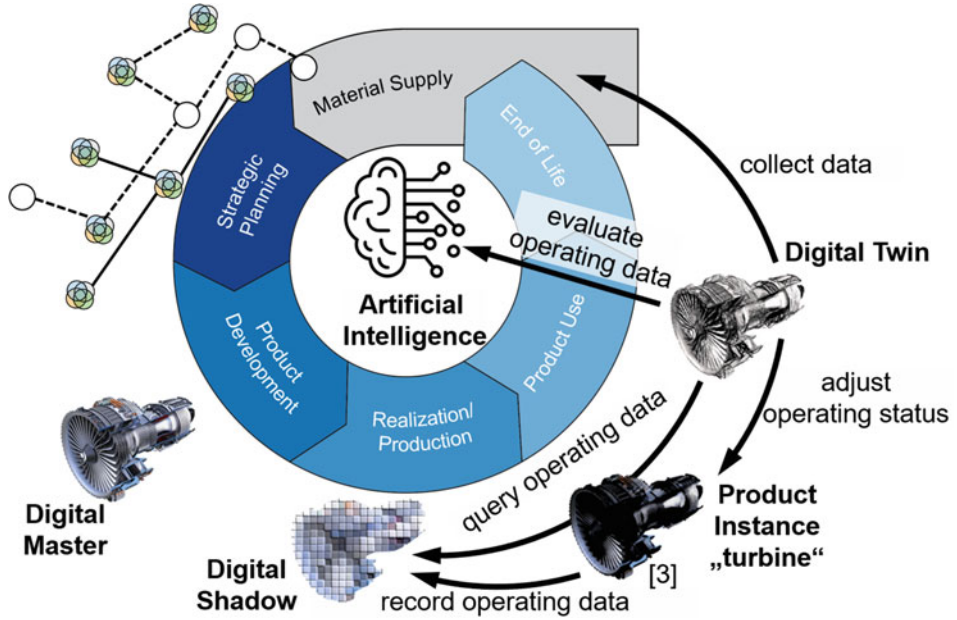 Material Supply
End of Life
collect data
Strategic
Planning
evaluate
operating data
Digital Twin
Artificial
Intelligence
Product
Development
Product Use
Realization/
Production
adjust
operating status
query operating data
Digital
Master
Product
Instance
„turbine“
[3]
Digital
Shadow
record operating data